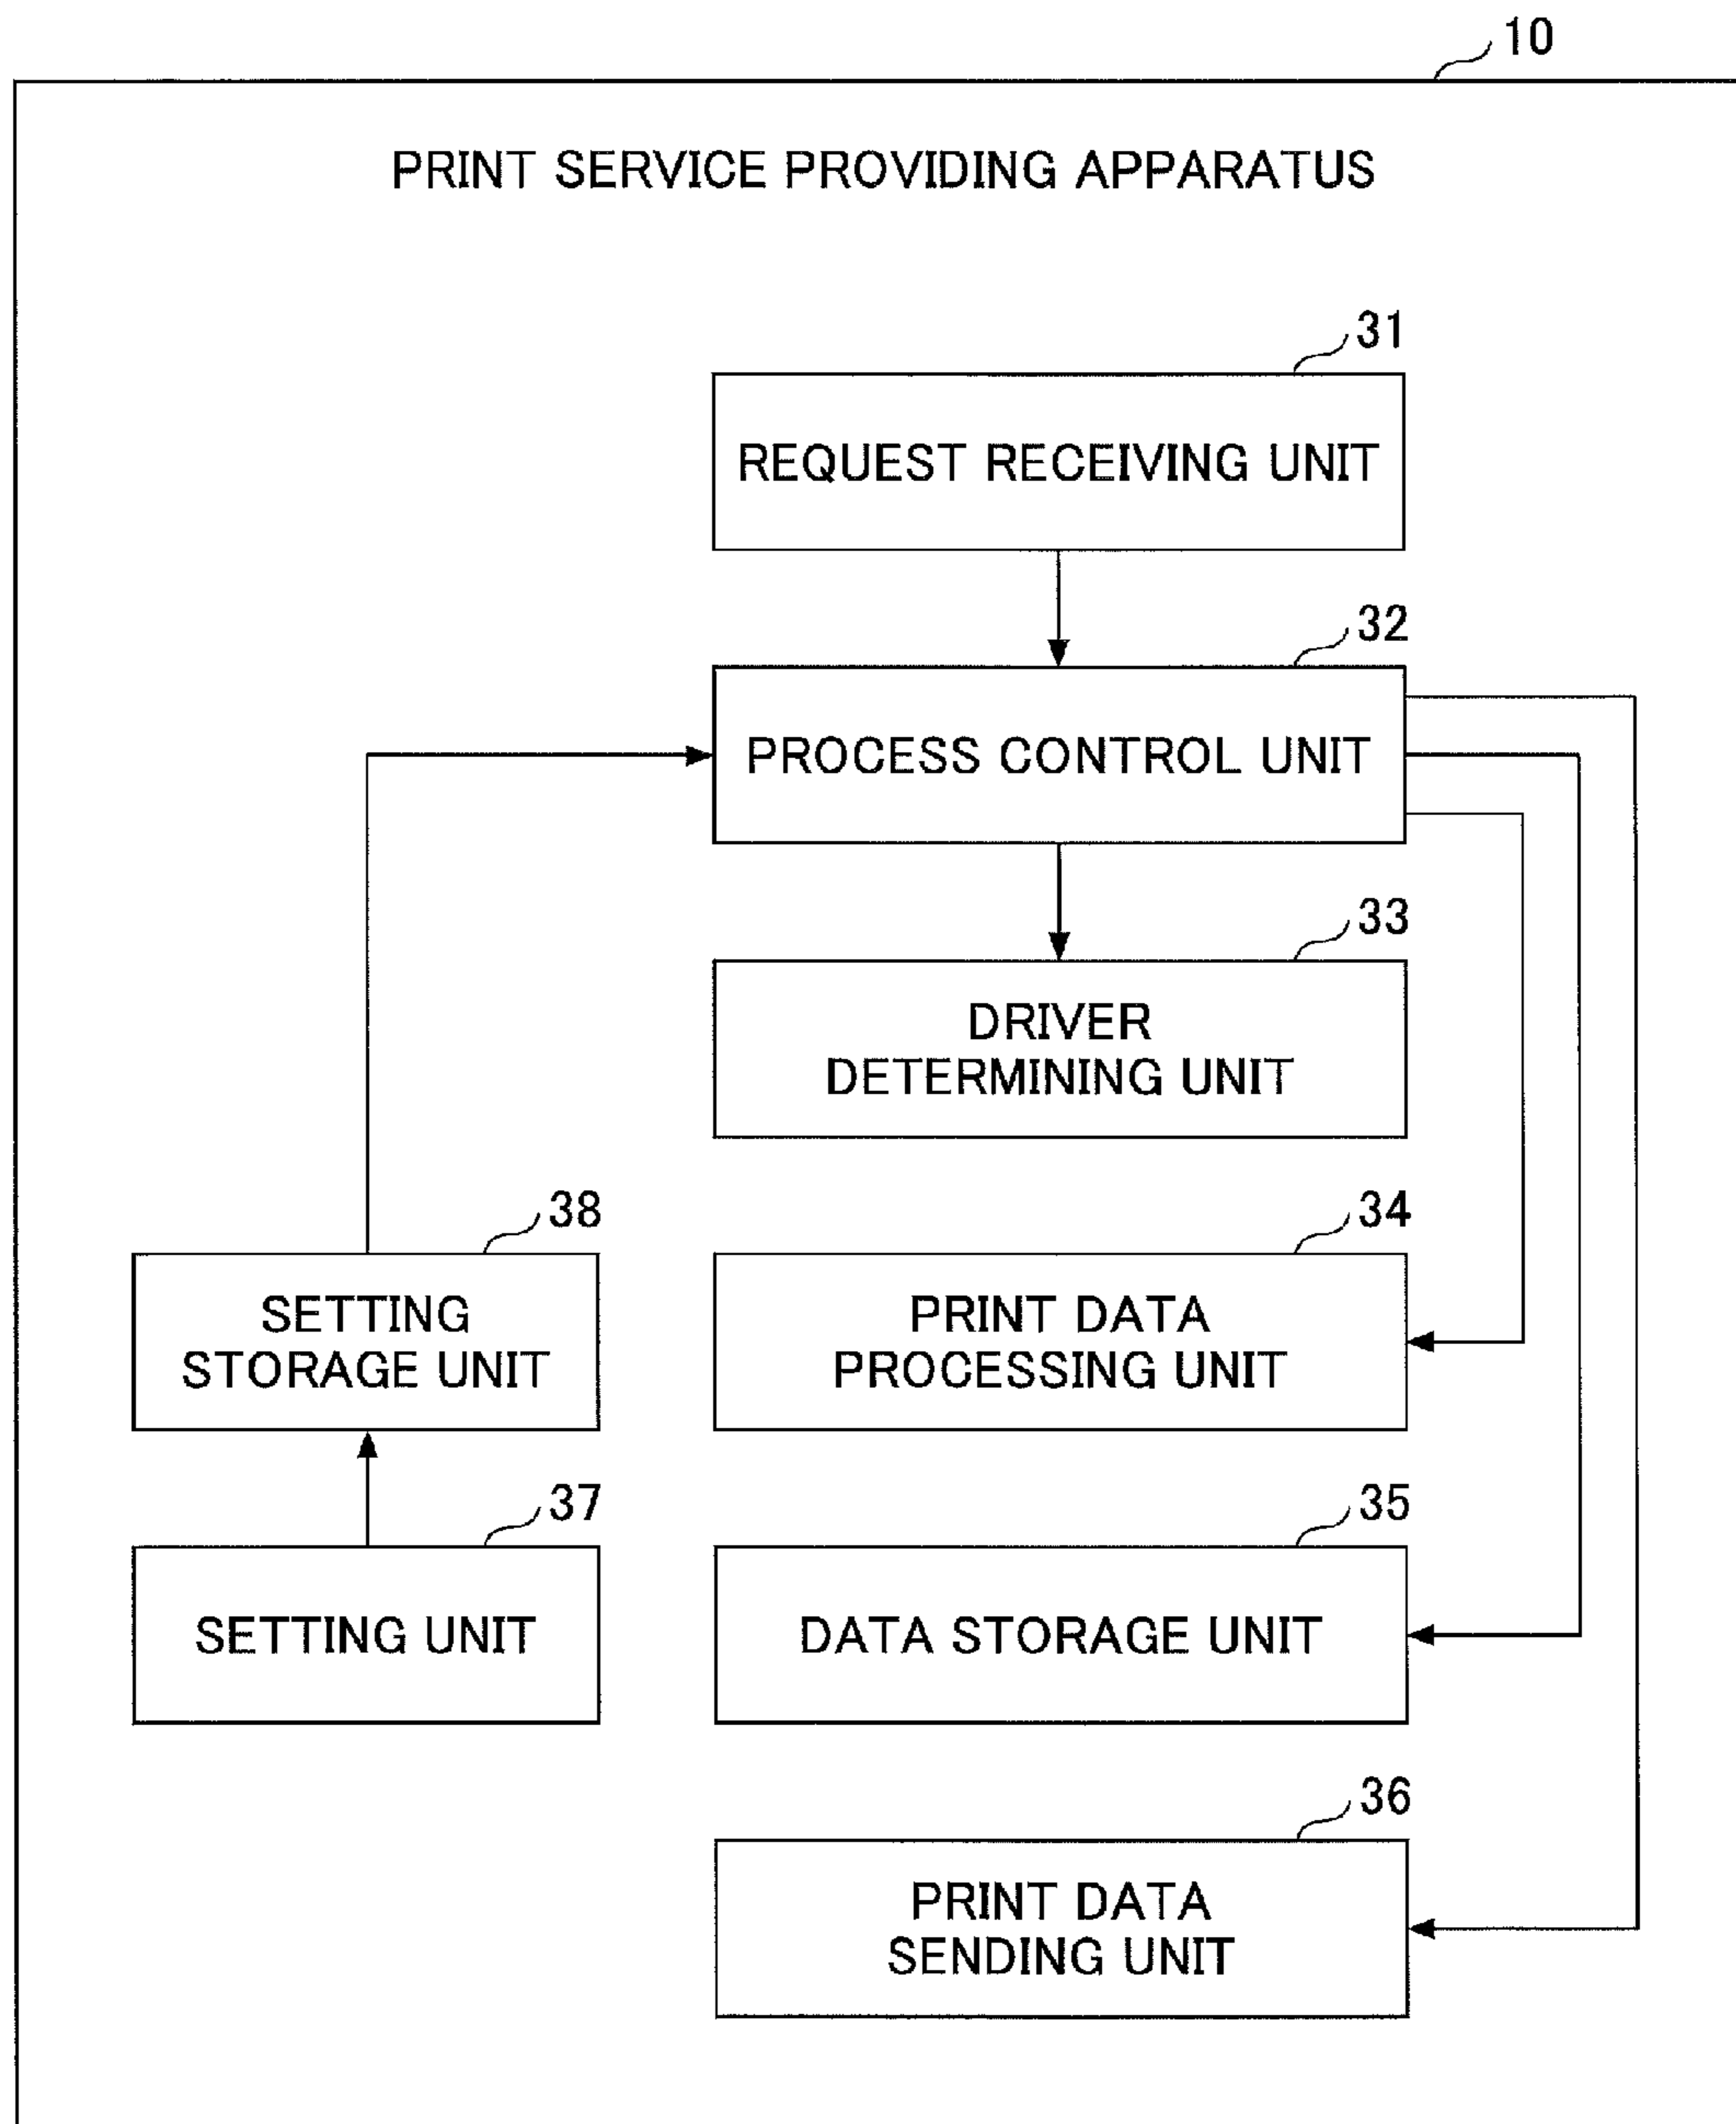 10
PRINT SERVICE PROVIDING APPARATUS
31
REQUEST RECEIVING UNIT
32
PROCESS CONTROL UNIT
33
DRIVER
DETERMINING UNIT
38
SETTING
STORAGE UNIT
34
PRINT DATA
PROCESSING UNIT
37
SETTING UNIT
35
DATA STORAGE UNIT
36
PRINT DATA
SENDING UNIT